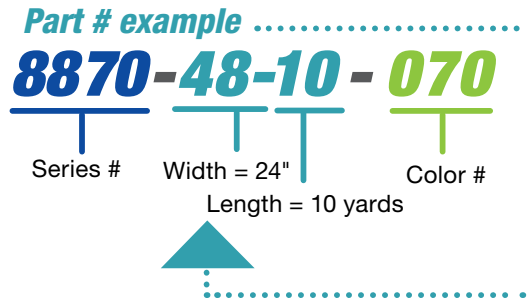 Part # example
8870-48-10 - 070
Series #
Width = 24"
Color #
Length = 10 yards